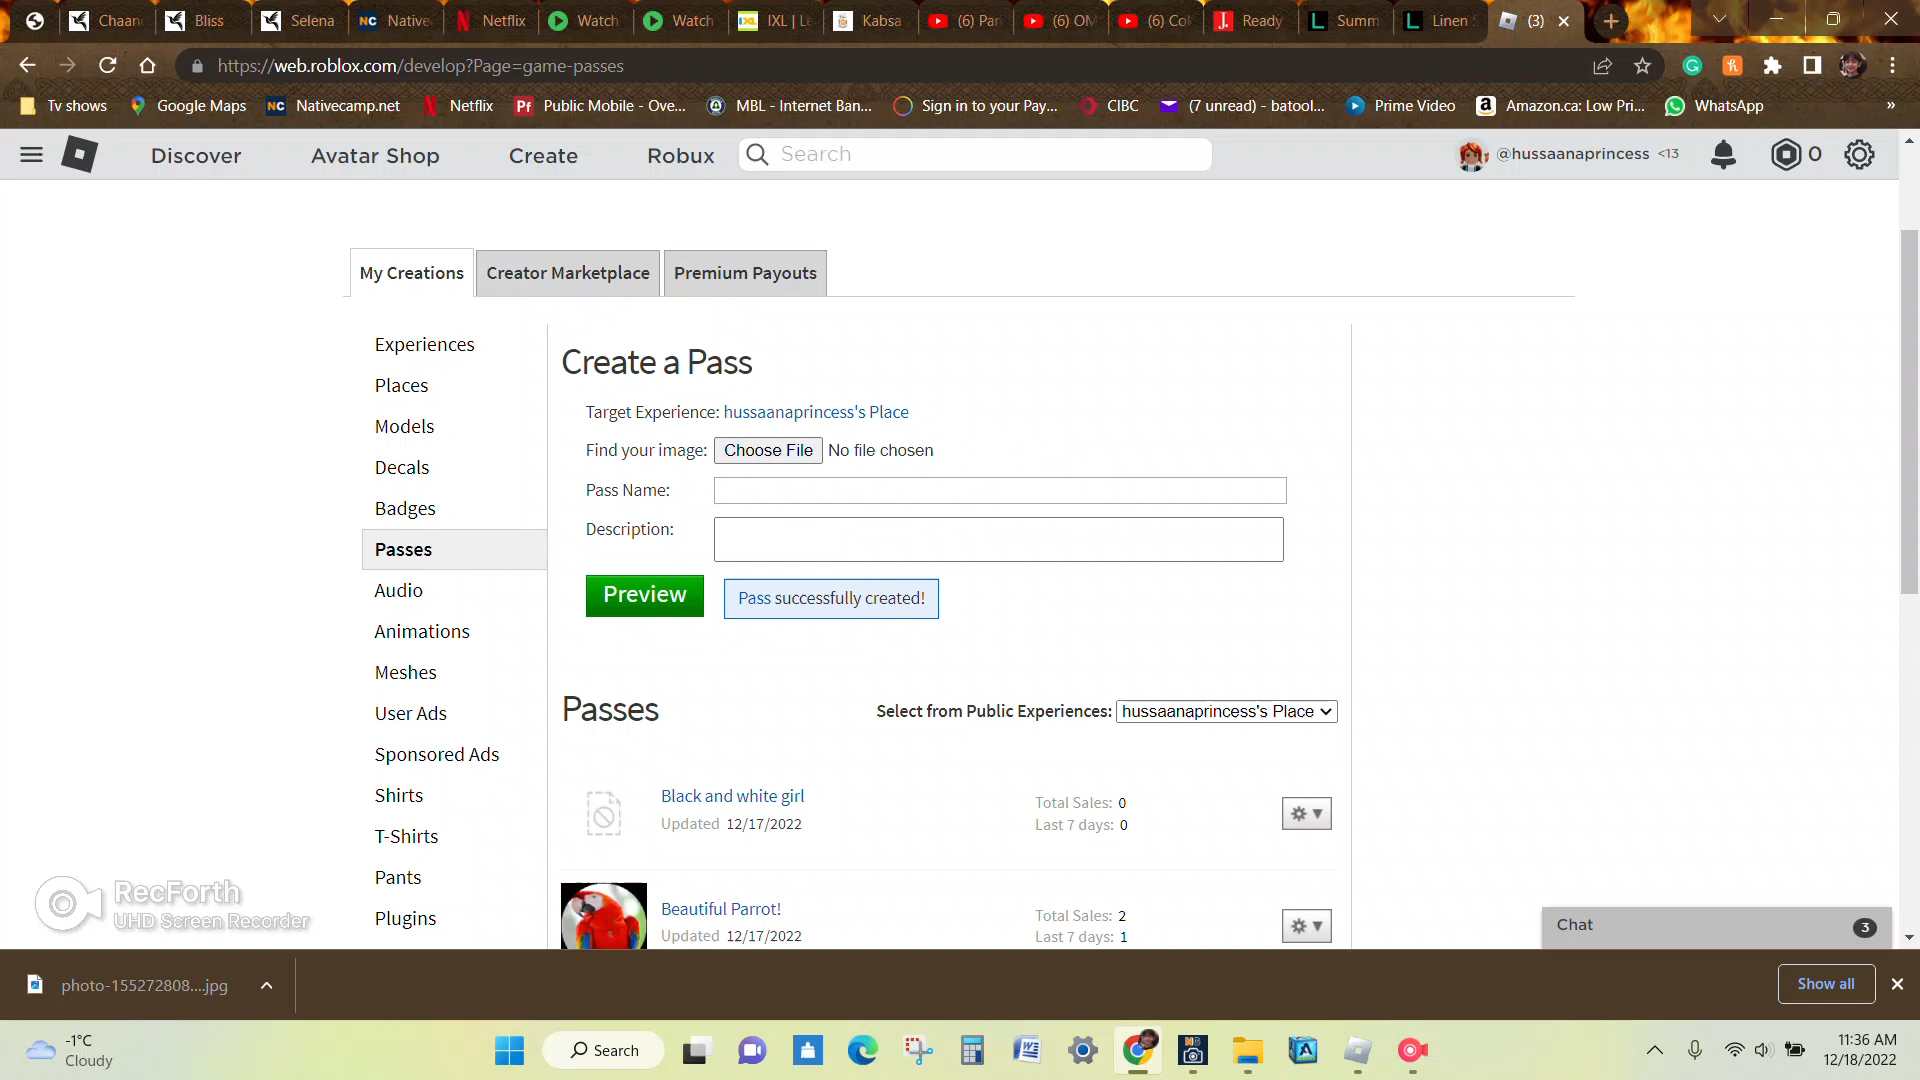 Chaan
Bliss
Selena
NC Native
Netflix
Watch
Watch
IXL IXL | Le
Kabsa
(6) Par
(6) OM
(6) Col
J. Ready
L Summ
L Linen S
(3)
https://web.roblox.com/develop?Page=game-passes
Tv shows
Google Maps
NC Nativecamp.net
Netflix
Pf Public Mobile - Ove...
MBL - Internet Ban...
Sign in to your Pay...
CIBC
(7 unread) - batool...
Prime Video
a Amazon.ca: Low Pri...
WhatsApp
»
Discover
Avatar Shop
Create
Robux
Search
@hussaanaprincess <13
0
My Creations
Creator Marketplace
Premium Payouts
Experiences
Places
Models
Decals
Badges
Passes
Audio
Animations
Meshes
User Ads
Sponsored Ads
Shirts
T-Shirts
Pants
Plugins
Create a Pass
Target Experience: hussaanaprincess's Place
Find your image: Choose File No file chosen
Pass Name:
Description:
Preview
Pass successfully created!
Passes
Select from Public Experiences: hussaanaprincess's Place
Black and white girl
Updated 12/17/2022
Total Sales: 0
Last 7 days: 0
Beautiful Parrot!
Updated 12/17/2022
Total Sales: 2
Last 7 days: 1
RecForth
UHD Screen Recorder
Chat 3
photo-155272808....jpg
Show all
-1°C
Cloudy
Search
11:36 AM
12/18/2022